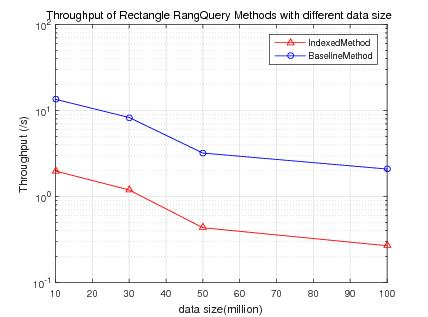 Throughput of Rectangle RangQuery Methods with different data size
10^2
IndexedMethod
BaselineMethod
10^1
Throughput (/s)
10^0
10^-1
10 20 30 40 50 60 70 80 90 100
data size(million)